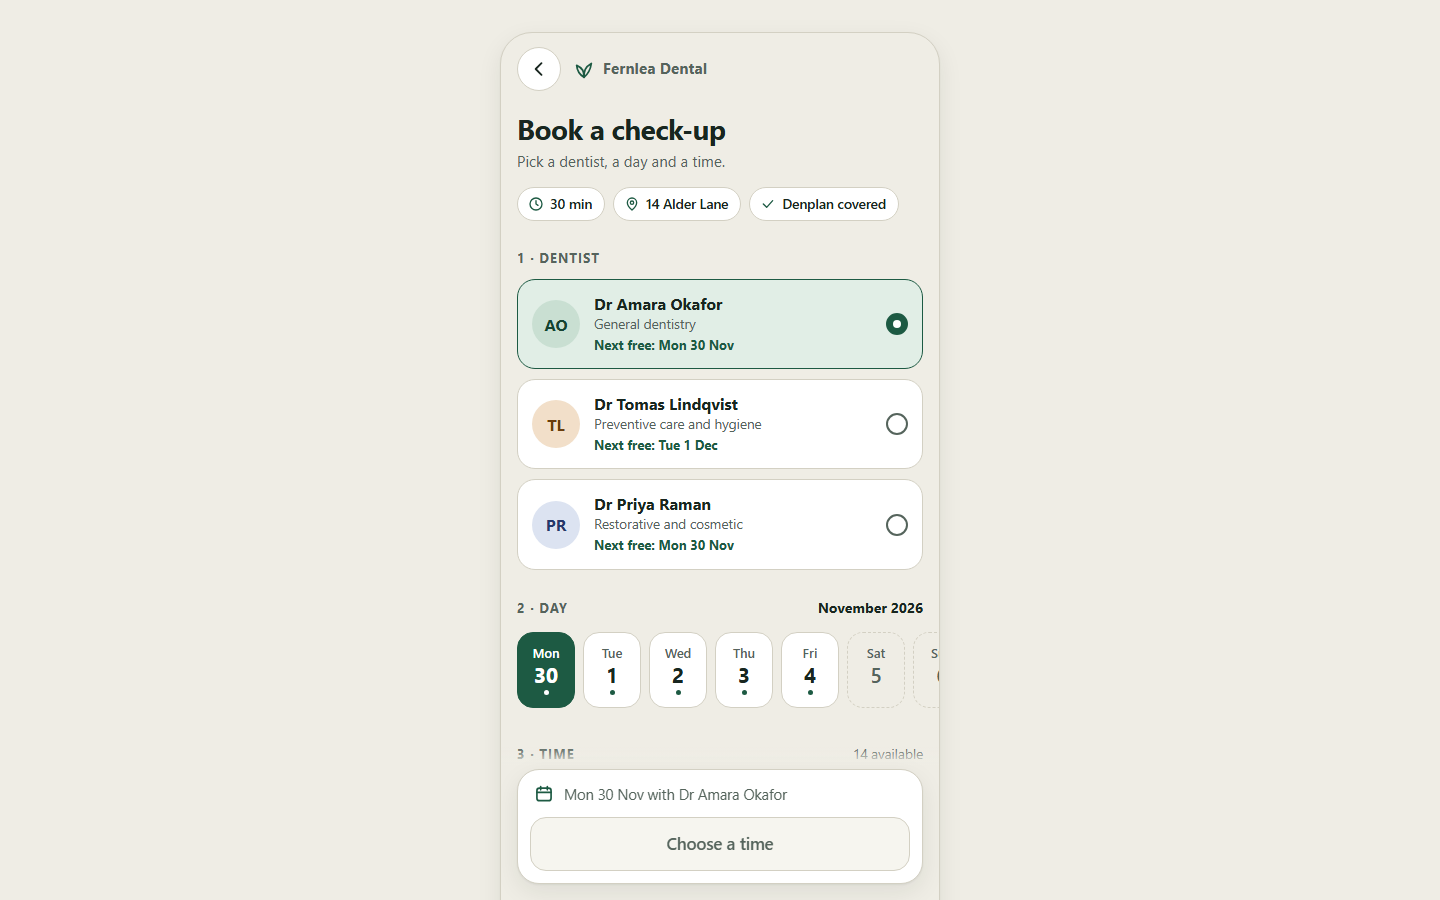 Fernlea Dental
Book a check-up
Pick a dentist, a day and a time.
30 min
14 Alder Lane
Denplan covered
1 · DENTIST
AO
Dr Amara Okafor
General dentistry
Next free: Mon 30 Nov
TL
Dr Tomas Lindqvist
Preventive care and hygiene
Next free: Tue 1 Dec
PR
Dr Priya Raman
Restorative and cosmetic
Next free: Mon 30 Nov
2 · DAY
November 2026
Mon
30
Tue
1
Wed
2
Thu
3
Fri
4
Sat
5
3 · TIME
14 available
Mon 30 Nov with Dr Amara Okafor
Choose a time